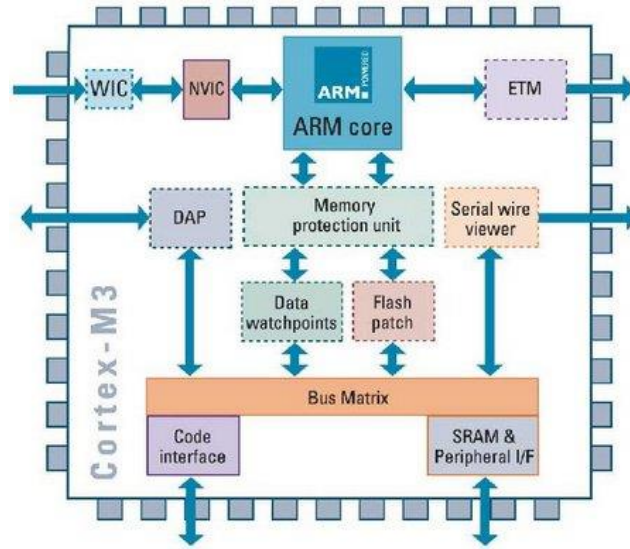 ARM POWERED
WIC
NVIC
ARM core
ETM
DAP
Memory
protection unit
Serial wire
viewer
Data
watchpoints
Flash
patch
Cortex-M3
Bus Matrix
Code
interface
SRAM &
Peripheral I/F